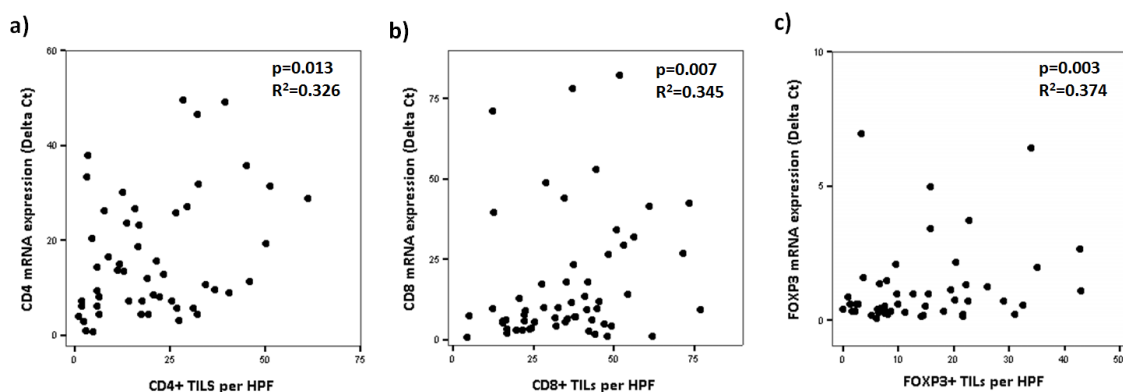 a)
p=0.013
R²=0.326
CD4 mRNA expression (Delta Ct)
60
40
20
0
0 25 50 75
CD4+ TILS per HPF
b)
p=0.007
R²=0.345
CD8 mRNA expression (Delta Ct)
75
50
25
0
0 25 50 75
CD8+ TILs per HPF
c)
p=0.003
R²=0.374
FOXP3 mRNA expression (Delta Ct)
10
5
0
0 10 20 30 40 50
FOXP3+ TILs per HPF